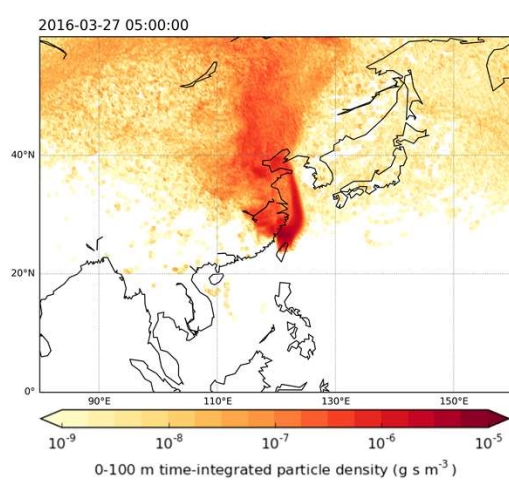 2016-03-27 05:00:00
40°N
20°N
0°
90°E 110°E 130°E 150°E
10⁻⁹ 10⁻⁸ 10⁻⁷ 10⁻⁶ 10⁻⁵
0-100 m time-integrated particle density (g s m⁻³)